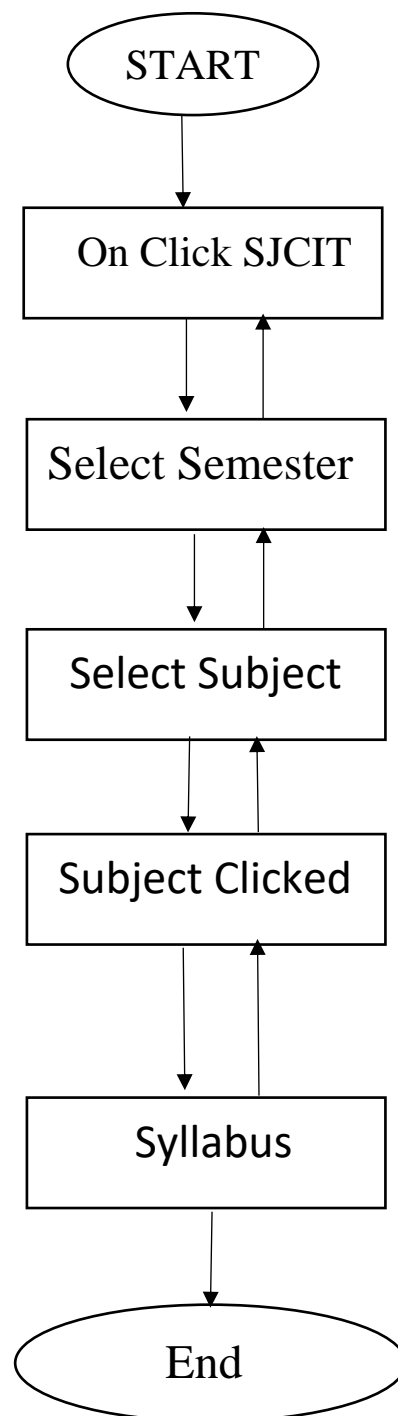 START
On Click SJCIT
Select Semester
Select Subject
Subject Clicked
Syllabus
End